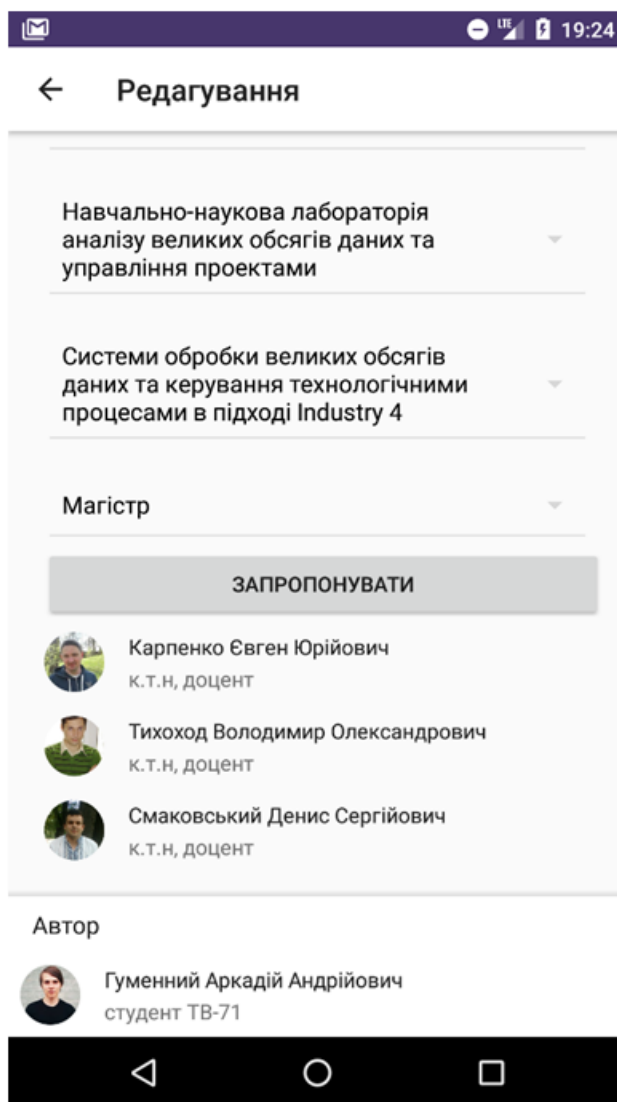 LTE 19:24
Редагування
Навчально-наукова лабораторія
аналізу великих обсягів даних та
управління проектами
Системи обробки великих обсягів
даних та керування технологічними
процесами в підході Industry 4
Магістр
ЗАПРОПОНУВАТИ
Карпенко Євген Юрійович
к.т.н, доцент
Тихоход Володимир Олександрович
к.т.н, доцент
Смаковський Денис Сергійович
к.т.н, доцент
Автор
Гуменний Аркадій Андрійович
студент ТВ-71